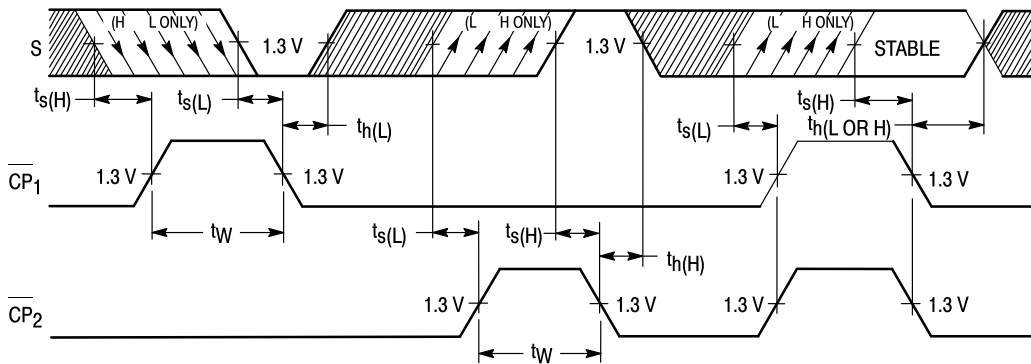 (H L ONLY) (L H ONLY) (L H ONLY)
S 1.3 V 1.3 V STABLE
ts(H) ts(L) ts(H)
th(L) ts(L) th(L OR H)
CP1 1.3 V 1.3 V 1.3 V 1.3 V
tW ts(L) ts(H)
th(H)
CP2 1.3 V 1.3 V 1.3 V 1.3 V
tW